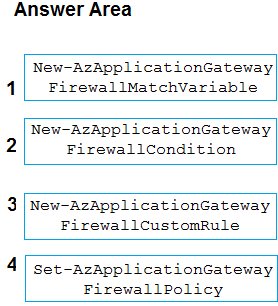 Answer Area
1
New-AzApplicationGateway
FirewallMatchVariable
2
New-AzApplicationGateway
FirewallCondition
3
New-AzApplicationGateway
FirewallCustomRule
4
Set-AzApplicationGateway
FirewallPolicy